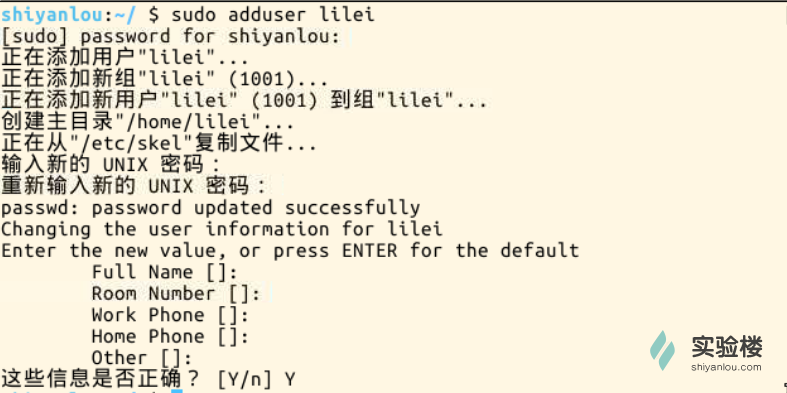 shiyanlou:~/ $ sudo adduser lilei
[sudo] password for shiyanlou:
正在添加用户"lilei"...
正在添加新组"lilei" (1001)...
正在添加新用户"lilei" (1001) 到组"lilei"...
创建主目录"/home/lilei"...
正在从"/etc/skel"复制文件...
输入新的 UNIX 密码：
重新输入新的 UNIX 密码：
passwd: password updated successfully
Changing the user information for lilei
Enter the new value, or press ENTER for the default
Full Name []:
Room Number []:
Work Phone []:
Home Phone []:
Other []:
这些信息是否正确？ [Y/n] Y
实验楼
shiyanlou.com